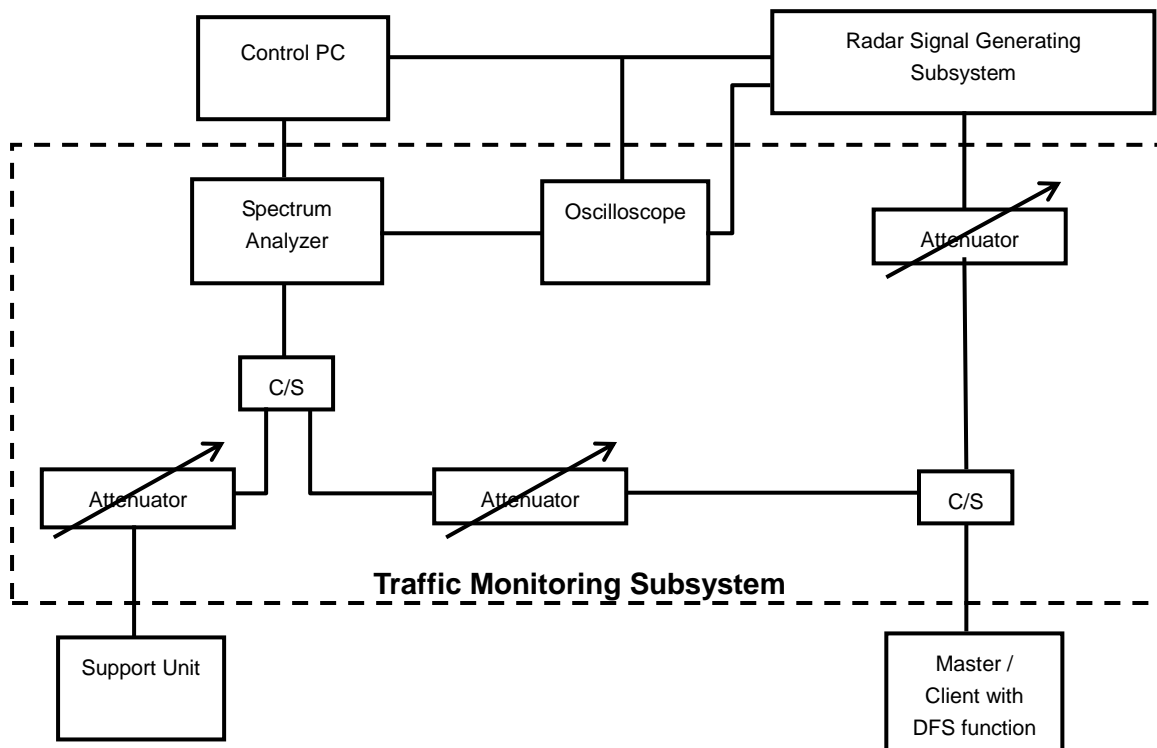 Control PC
Radar Signal Generating
Subsystem
Spectrum
Analyzer
Oscilloscope
Attenuator
C/S
Attenuator
Attenuator
C/S
Traffic Monitoring Subsystem
Support Unit
Master /
Client with
DFS function